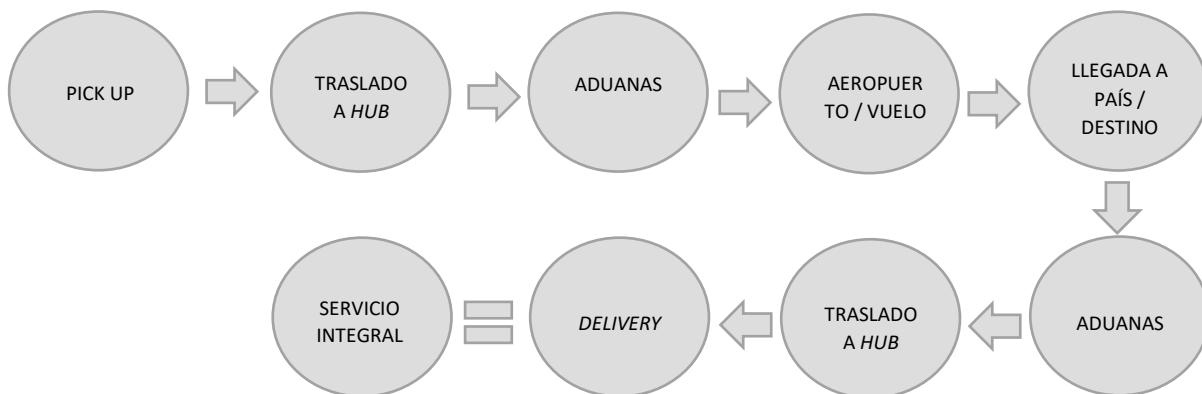 PICK UP
TRASLADO
A HUB
ADUANAS
AEROPUER
TO / VUELO
LLEGADA A
PAÍS /
DESTINO
ADUANAS
TRASLADO
A HUB
DELIVERY
SERVICIO
INTEGRAL